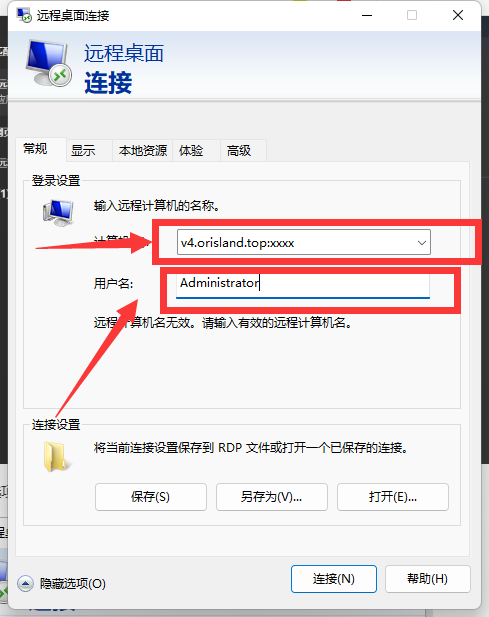 远程桌面连接
远程桌面
连接
常规
显示
本地资源
体验
高级
登录设置
输入远程计算机的名称。
v4.orisland.top:xxxx
用户名:
Administrator
远程计算机名无效。请输入有效的远程计算机名。
连接设置
将当前连接设置保存到 RDP 文件或打开一个已保存的连接。
保存(S)
另存为(V)...
打开(E)...
隐藏选项(O)
连接(N)
帮助(H)